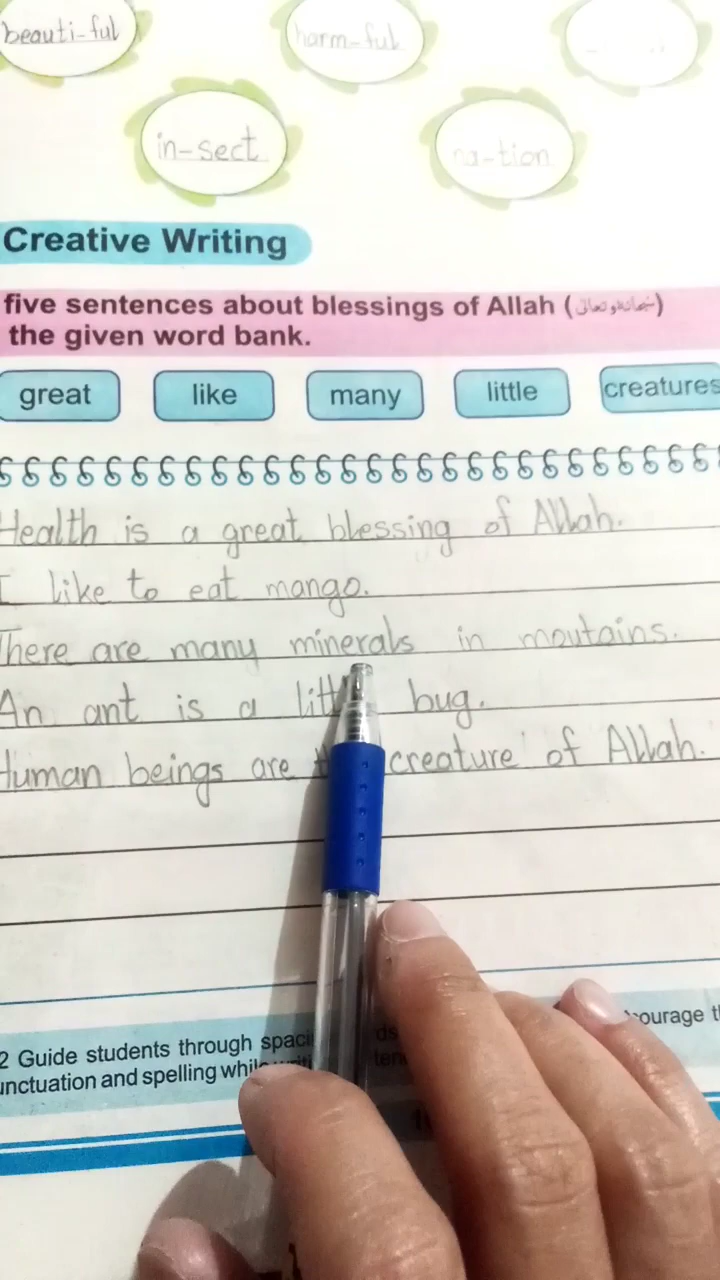 beauti-ful
harm-ful
in-sect
na-tion
Creative Writing
five sentences about blessings of Allah (سُبْحَانَهُ وَتَعَالَىٰ)
the given word bank.
great like many little creatures
Health is a great blessing of Allah.
I like to eat mango.
There are many minerals in moutains.
An ant is a bug.
Human beings are creature of Allah.
2 Guide students through
unctuation and spelling